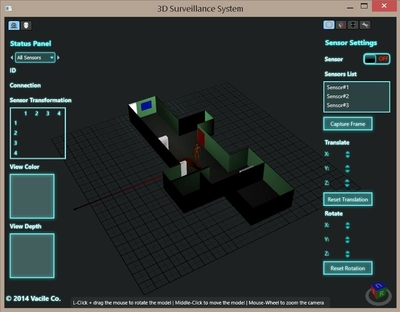 3D Surveillance System
Status Panel
All Sensors
ID
Connection
Sensor Transformation
1 2 3 4
1
2
3
4
View Color
View Depth
© 2014 Vacile Co.
Sensor Settings
Sensor OFF
Sensors List
Sensor#1
Sensor#2
Sensor#3
Capture Frame
Translate
X:
Y:
Z:
Reset Translation
Rotate
X:
Y:
Z:
Reset Rotation
L-Click + drag the mouse to rotate the model | Middle-Click to move the model | Mouse-Wheel to zoom the camera